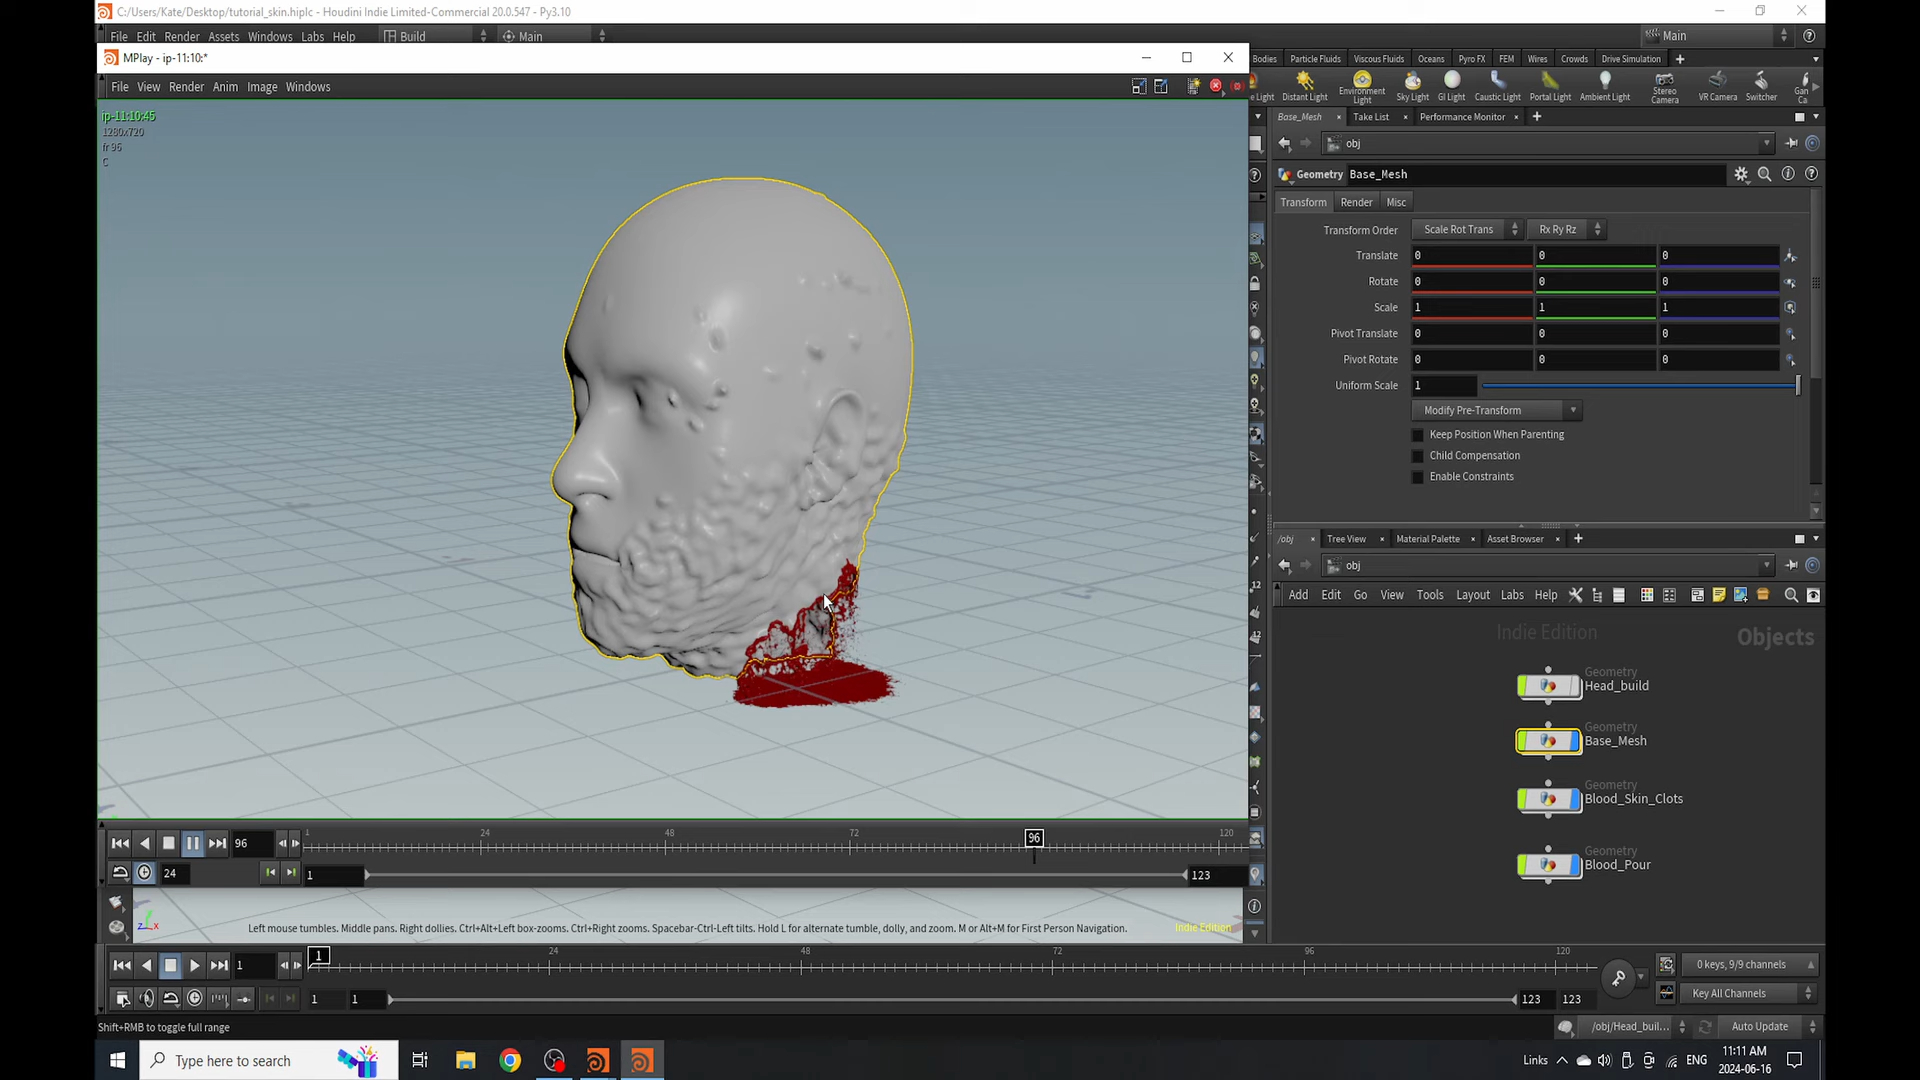 C:/Users/Kate/Desktop/tutorial_skin.hiplc - Houdini Indie Limited-Commercial 20.0.547 - Py3.10
File Edit Render Assets Windows Labs Help Build Main Main
MPlay - ip-11:10:*
Bodies Particle Fluids Viscous Fluids Oceans Pyro FX FEM Wires Crowds Drive Simulation
File View Render Anim Image Windows
Distant Light Environment Light Sky Light GI Light Caustic Light Portal Light Ambient Light Stereo Camera VR Camera Switcher
ip-11:10:45
1280x720
fr 96
C
Base_Mesh Take List Performance Monitor
obj
Geometry Base_Mesh
Transform Render Misc
Transform Order Scale Rot Trans Rx Ry Rz
Translate 0 0 0
Rotate 0 0 0
Scale 1 1 1
Pivot Translate 0 0 0
Pivot Rotate 0 0 0
Uniform Scale 1
Modify Pre-Transform
Keep Position When Parenting
Child Compensation
Enable Constraints
/obj Tree View Material Palette Asset Browser
obj
Add Edit Go View Tools Layout Labs Help
Indie Edition Objects
Geometry
Head_build
Geometry
Base_Mesh
Geometry
Blood_Skin_Clots
Geometry
Blood_Pour
96 1 24 48 72 96 120
24 1 123
Left mouse tumbles. Middle pans. Right dollies. Ctrl+Alt+Left box-zooms. Ctrl+Right zooms. Spacebar-Ctrl-Left tilts. Hold L for alternate tumble, dolly, and zoom. M or Alt+M for First Person Navigation.
Indie Edition
1 1 24 48 72 96 120
0 keys, 9/9 channels
1 1 123 123
Key All Channels
Shift+RMB to toggle full range
/obj/Head_buil... Auto Update
Type here to search
Links ENG 11:11 AM
2024-06-16